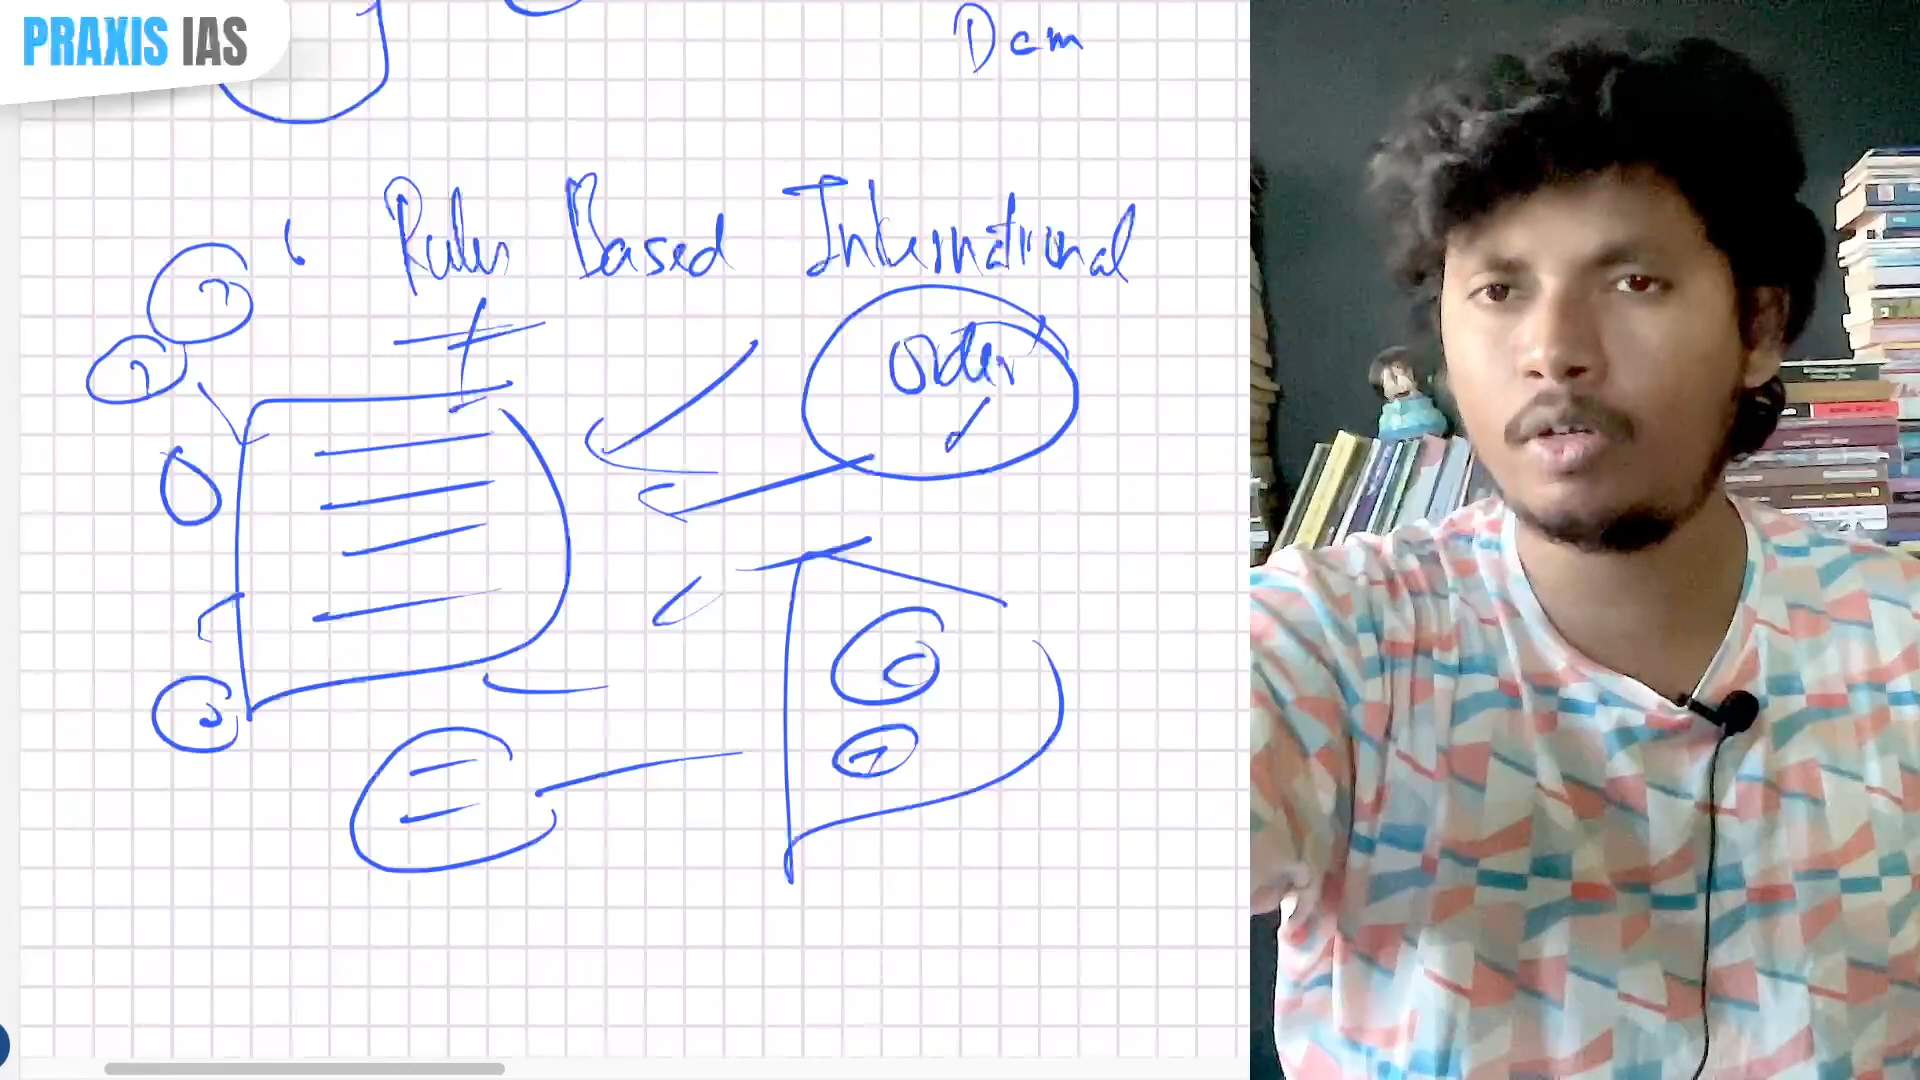 PRAXIS IAS
Dem
Rules Based International
Order